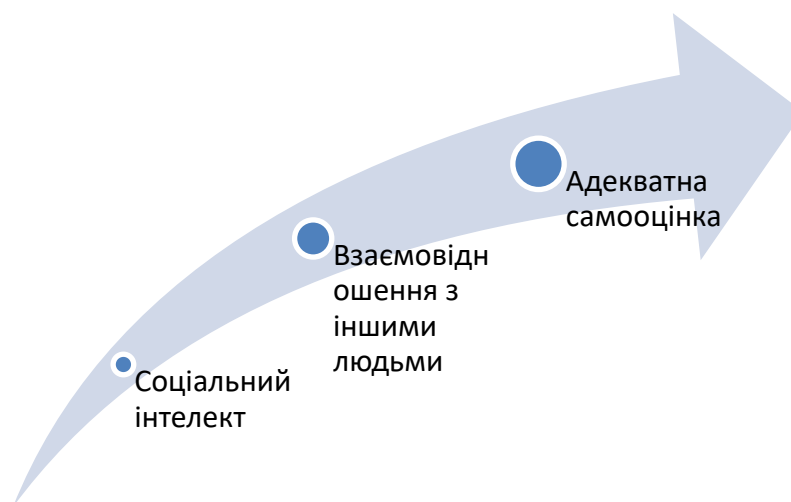 Адекватна
самооцінка
Взаємовідн
ошення з
іншими
людьми
Соціальний
інтелект